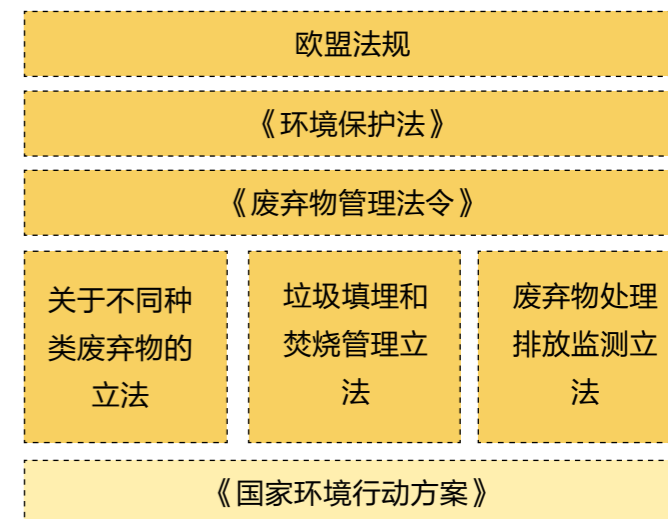 欧盟法规
《环境保护法》
《废弃物管理法令》
关于不同种
类废弃物的
立法
垃圾填埋和
焚烧管理立
法
废弃物处理
排放监测立
法
《国家环境行动方案》